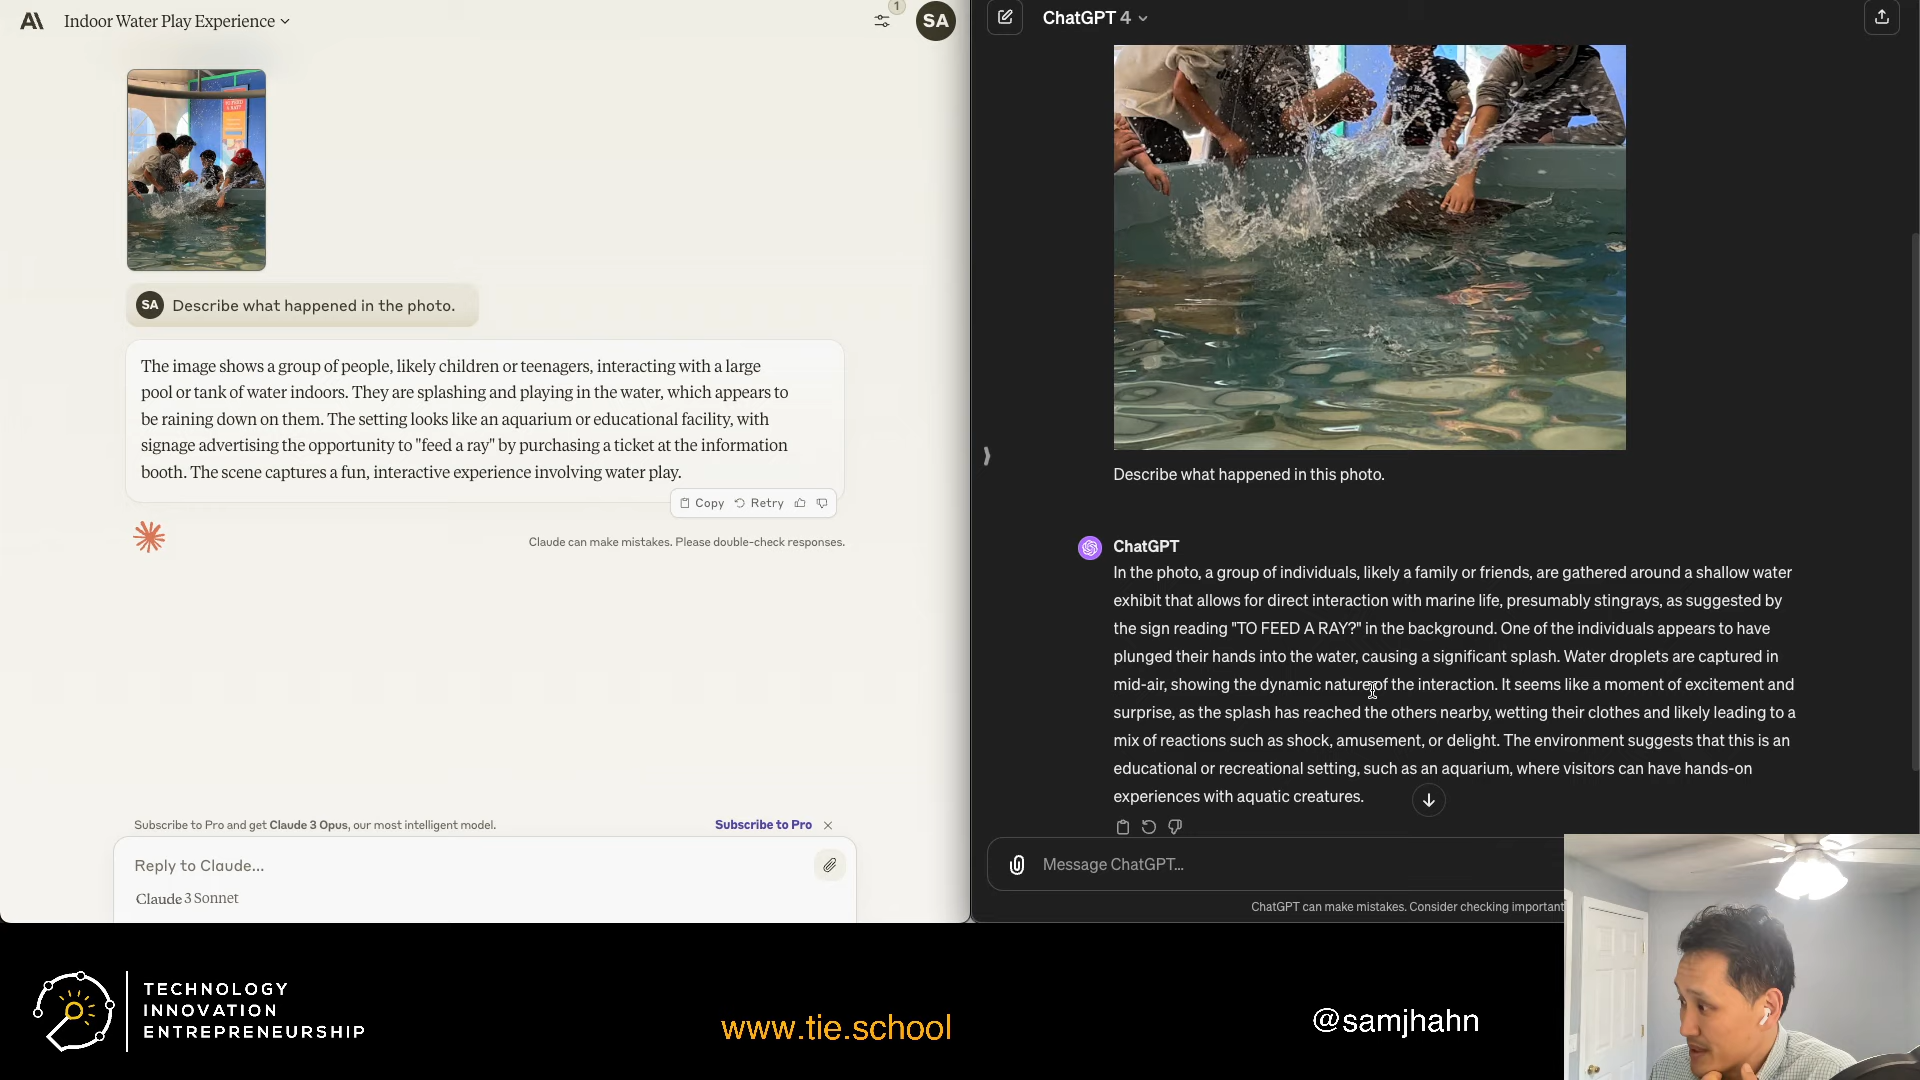 Indoor Water Play Experience
1
SA
TO FEED
A RAY?
SA
Describe what happened in the photo.
The image shows a group of people, likely children or teenagers, interacting with a large
pool or tank of water indoors. They are splashing and playing in the water, which appears to
be raining down on them. The setting looks like an aquarium or educational facility, with
signage advertising the opportunity to "feed a ray" by purchasing a ticket at the information
booth. The scene captures a fun, interactive experience involving water play.
Copy Retry
Claude can make mistakes. Please double-check responses.
Subscribe to Pro and get Claude 3 Opus, our most intelligent model.
Subscribe to Pro
Reply to Claude...
Claude 3 Sonnet
ChatGPT 4
Describe what happened in this photo.
ChatGPT
In the photo, a group of individuals, likely a family or friends, are gathered around a shallow water
exhibit that allows for direct interaction with marine life, presumably stingrays, as suggested by
the sign reading "TO FEED A RAY?" in the background. One of the individuals appears to have
plunged their hands into the water, causing a significant splash. Water droplets are captured in
mid-air, showing the dynamic nature of the interaction. It seems like a moment of excitement and
surprise, as the splash has reached the others nearby, wetting their clothes and likely leading to a
mix of reactions such as shock, amusement, or delight. The environment suggests that this is an
educational or recreational setting, such as an aquarium, where visitors can have hands-on
experiences with aquatic creatures.
Message ChatGPT...
ChatGPT can make mistakes. Consider checking important
TECHNOLOGY
INNOVATION
ENTREPRENEURSHIP
www.tie.school
@samjhahn